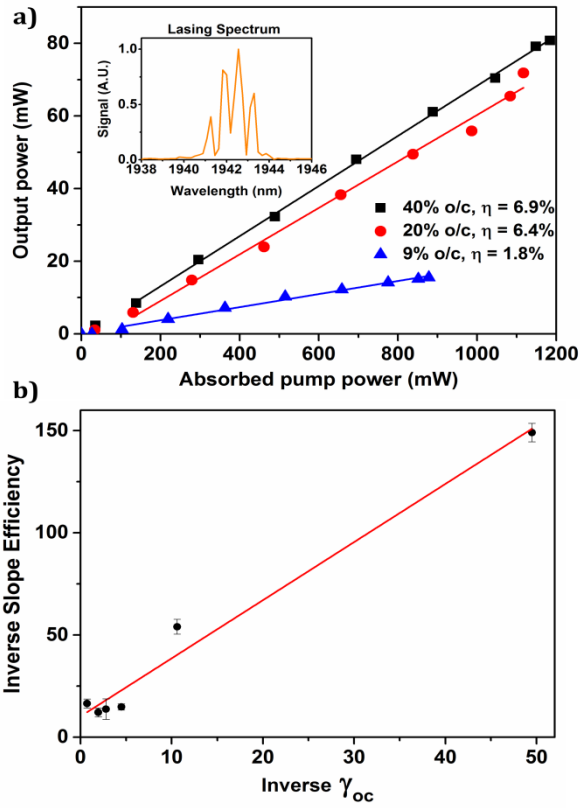 a)
Output power (mW)
80
60
40
20
0
0
200
400
600
800
1000
1200
Absorbed pump power (mW)
Lasing Spectrum
Signal (A.U.)
1.0
0.5
0.0
1938
1940
1942
1944
1946
Wavelength (nm)
40% o/c, η = 6.9%
20% o/c, η = 6.4%
9% o/c, η = 1.8%
b)
Inverse Slope Efficiency
150
100
50
0
0
10
20
30
40
50
Inverse γoc